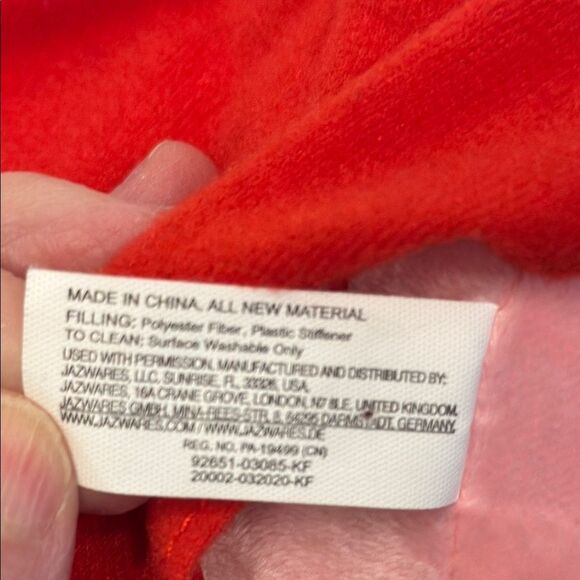 MADE IN CHINA. ALL NEW MATERIAL
FILLING: Polyester Fiber, Plastic Stiffener
TO CLEAN: Surface Washable Only
USED WITH PERMISSION. MANUFACTURED AND DISTRIBUTED BY:
JAZWARES, LLC. SUNRISE, FL, 33326, USA.
JAZWARES, 16A CRANE GROVE, LONDON, N7 8LE, UNITED KINGDOM.
JAZWARES GMBH, MINA-REES-STR. 8, 64295 DARMSTADT, GERMANY.
WWW.JAZWARES.COM / WWW.JAZWARES.DE
REG. NO. PA-19499 (CN)
92651-03085-KF
20002-032020-KF